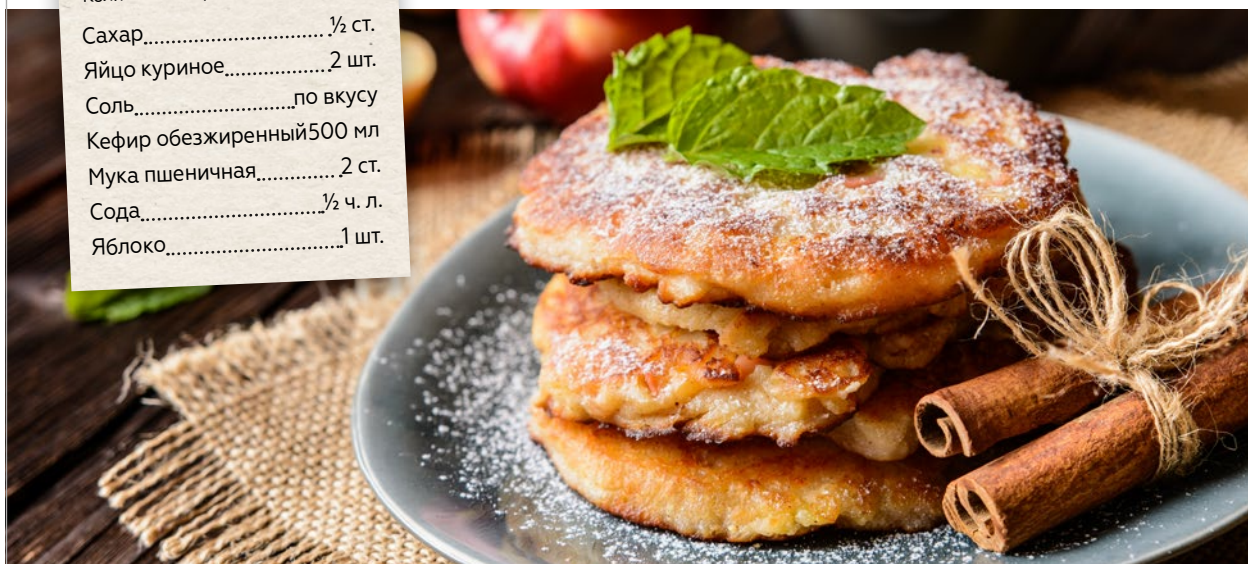 Сахар.......................½ ст.
Яйцо куриное.............2 шт.
Соль.......................по вкусу
Кефир обезжиренный500 мл
Мука пшеничная..........2 ст.
Сода.......................½ ч. л.
Яблоко.......................1 шт.